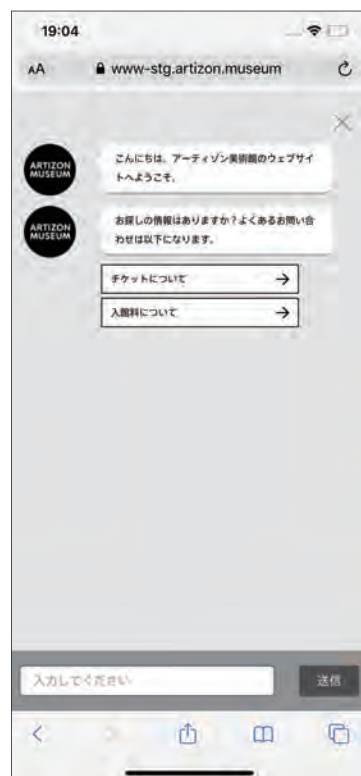 19:04
AA www-stg.artizon.museum
ARTIZON
MUSEUM
こんにちは、アーティゾン美術館のウェブサイ
トへようこそ。
ARTIZON
MUSEUM
お探しの情報はありますか？よくあるお問い合
わせは以下になります。
チケットについて
入館料について
入力してください
送信